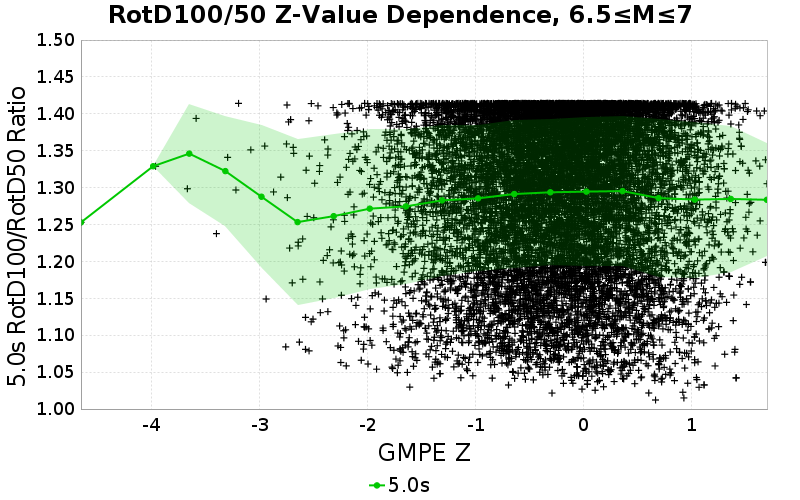 RotD100/50 Z-Value Dependence, 6.5≤M≤7
5.0s RotD100/RotD50 Ratio
1.50
1.45
1.40
1.35
1.30
1.25
1.20
1.15
1.10
1.05
1.00
-4 -3 -2 -1 0 1
GMPE Z
5.0s